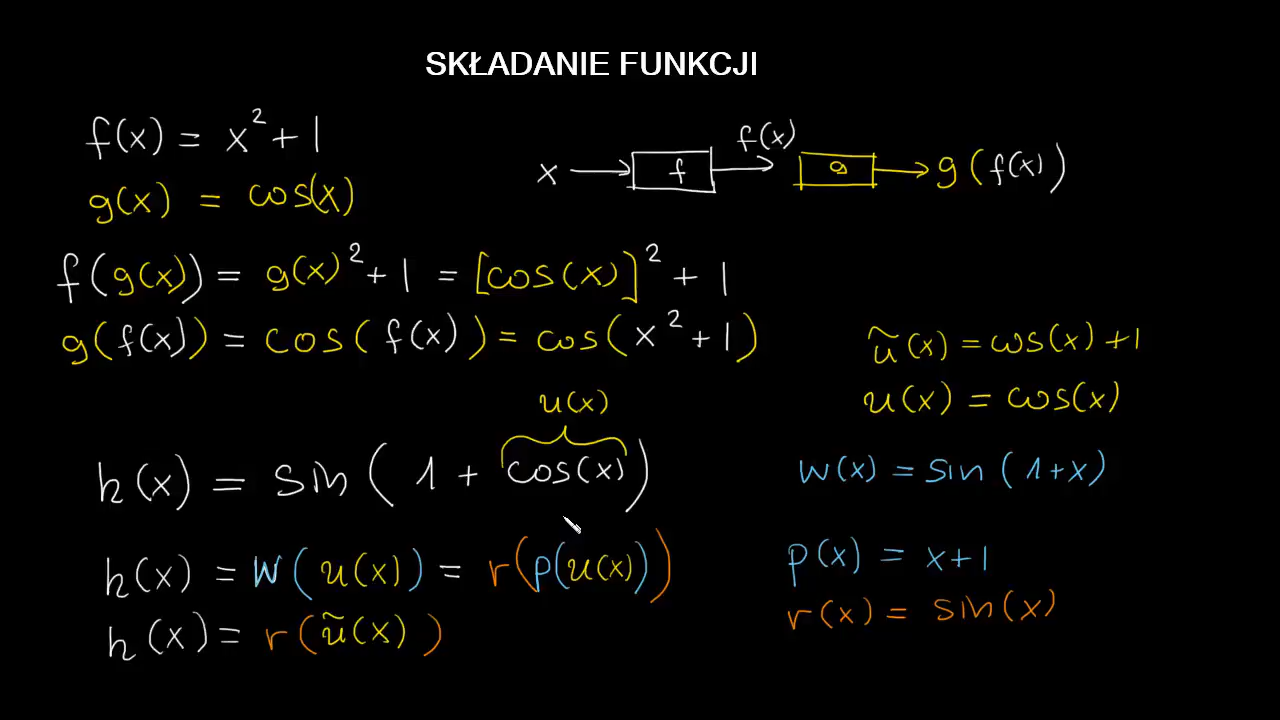 SKŁADANIE FUNKCJI
f(x) = x² + 1
x → f → f(x) → g → g(f(x))
g(x) = cos(x)
f(g(x)) = g(x)² + 1 = [cos(x)]² + 1
g(f(x)) = cos(f(x)) = cos(x² + 1)
ũ(x) = cos(x) + 1
u(x) = cos(x)
u(x)
h(x) = sin(1 + cos(x))
w(x) = sin(1+x)
h(x) = w(u(x)) = r(p(u(x)))
p(x) = x+1
r(x) = sin(x)
h(x) = r(ũ(x))